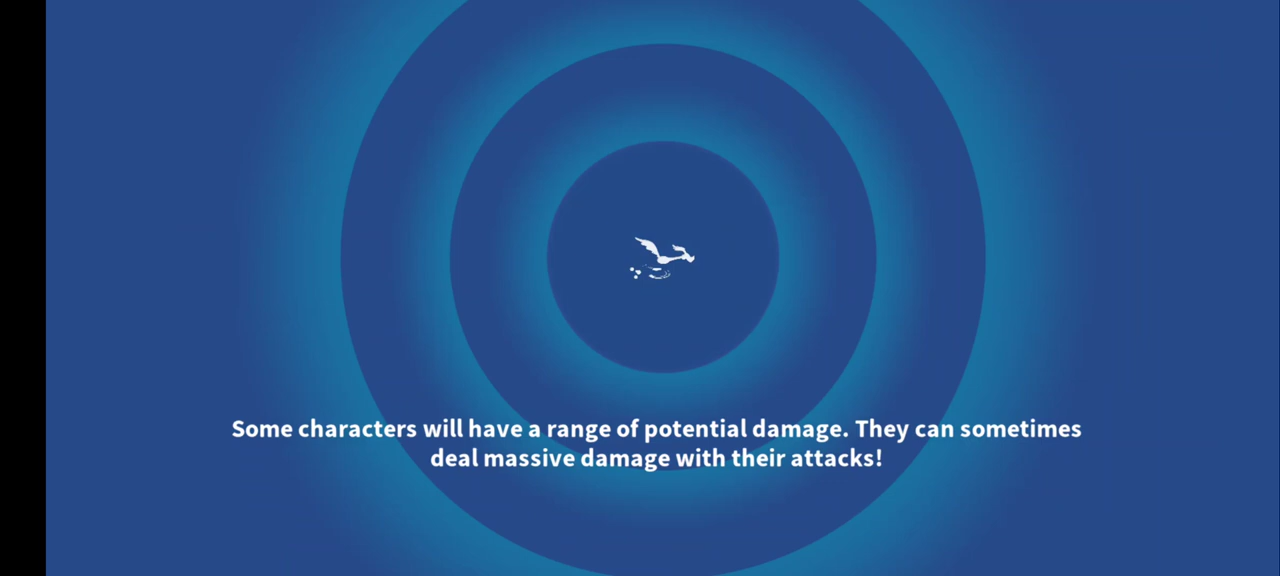 Some characters will have a range of potential damage. They can sometimes
deal massive damage with their attacks!